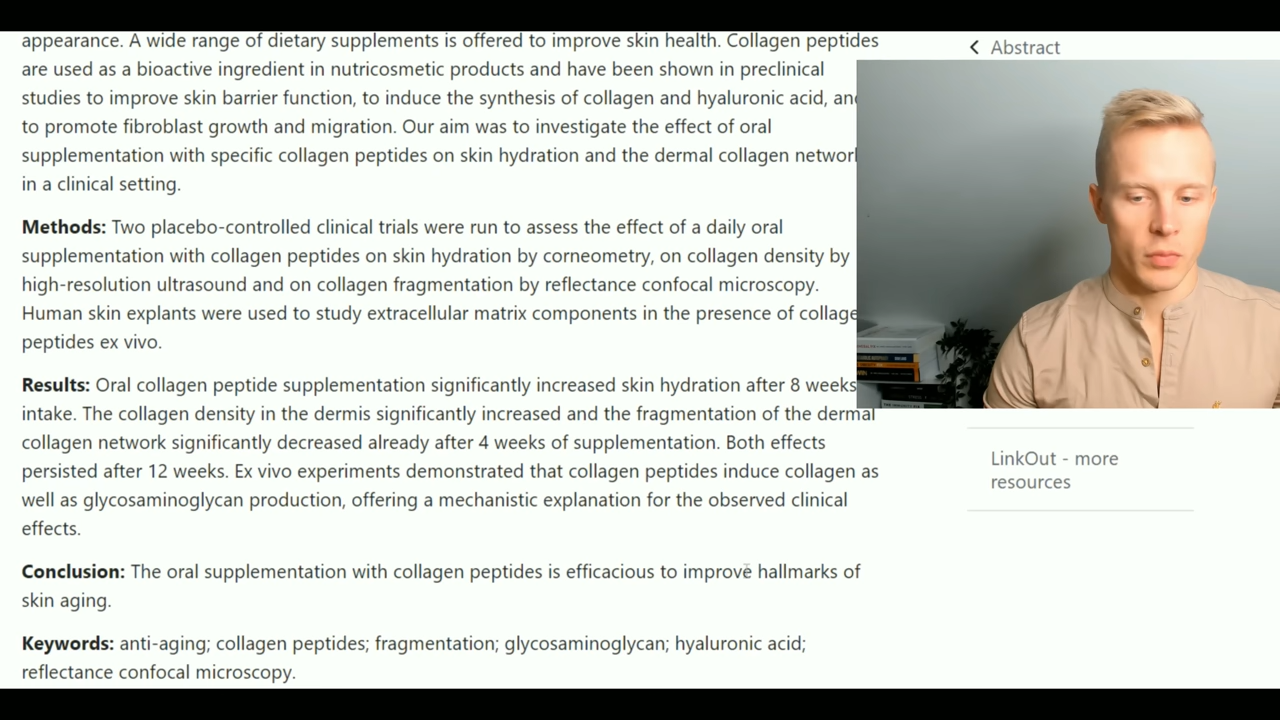 appearance. A wide range of dietary supplements is offered to improve skin health. Collagen peptides
are used as a bioactive ingredient in nutricosmetic products and have been shown in preclinical
studies to improve skin barrier function, to induce the synthesis of collagen and hyaluronic acid, and
to promote fibroblast growth and migration. Our aim was to investigate the effect of oral
supplementation with specific collagen peptides on skin hydration and the dermal collagen network
in a clinical setting.
Methods: Two placebo-controlled clinical trials were run to assess the effect of a daily oral
supplementation with collagen peptides on skin hydration by corneometry, on collagen density by
high-resolution ultrasound and on collagen fragmentation by reflectance confocal microscopy.
Human skin explants were used to study extracellular matrix components in the presence of collage
peptides ex vivo.
Results: Oral collagen peptide supplementation significantly increased skin hydration after 8 weeks
intake. The collagen density in the dermis significantly increased and the fragmentation of the dermal
collagen network significantly decreased already after 4 weeks of supplementation. Both effects
persisted after 12 weeks. Ex vivo experiments demonstrated that collagen peptides induce collagen as
well as glycosaminoglycan production, offering a mechanistic explanation for the observed clinical
effects.
Conclusion: The oral supplementation with collagen peptides is efficacious to improve hallmarks of
skin aging.
Keywords: anti-aging; collagen peptides; fragmentation; glycosaminoglycan; hyaluronic acid;
reflectance confocal microscopy.
Abstract
LinkOut - more
resources